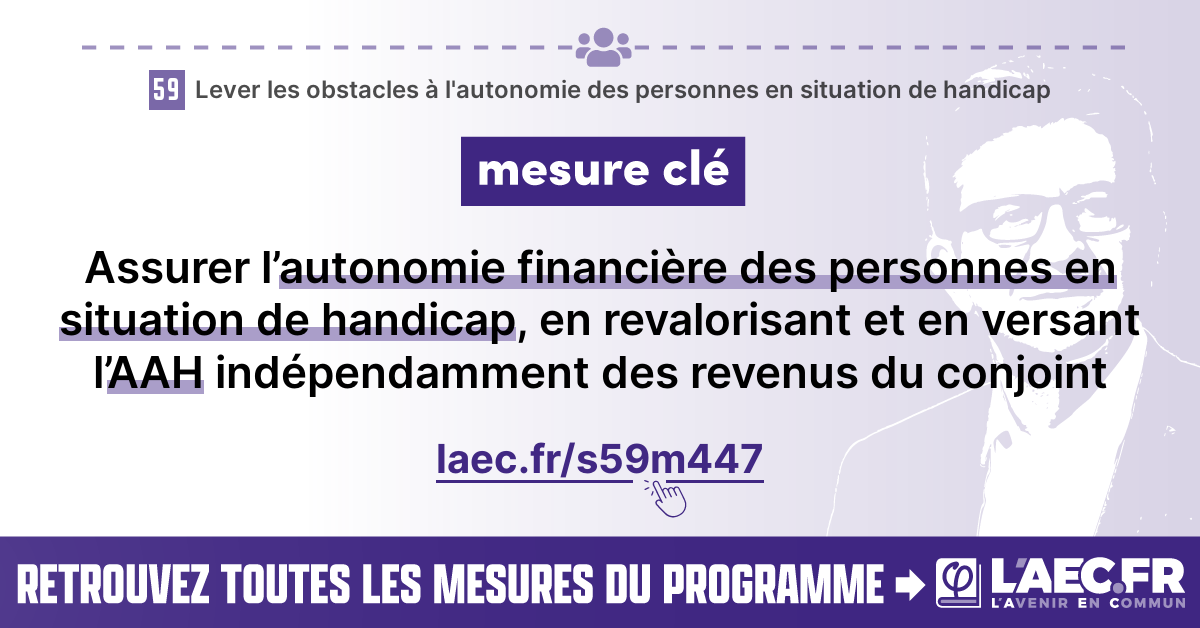 59 Lever les obstacles à l'autonomie des personnes en situation de handicap
mesure clé
Assurer l’autonomie financière des personnes en
situation de handicap, en revalorisant et en versant
l’AAH indépendamment des revenus du conjoint
laec.fr/s59m447
RETROUVEZ TOUTES LES MESURES DU PROGRAMME
L'AEC.FR
L'AVENIR EN COMMUN